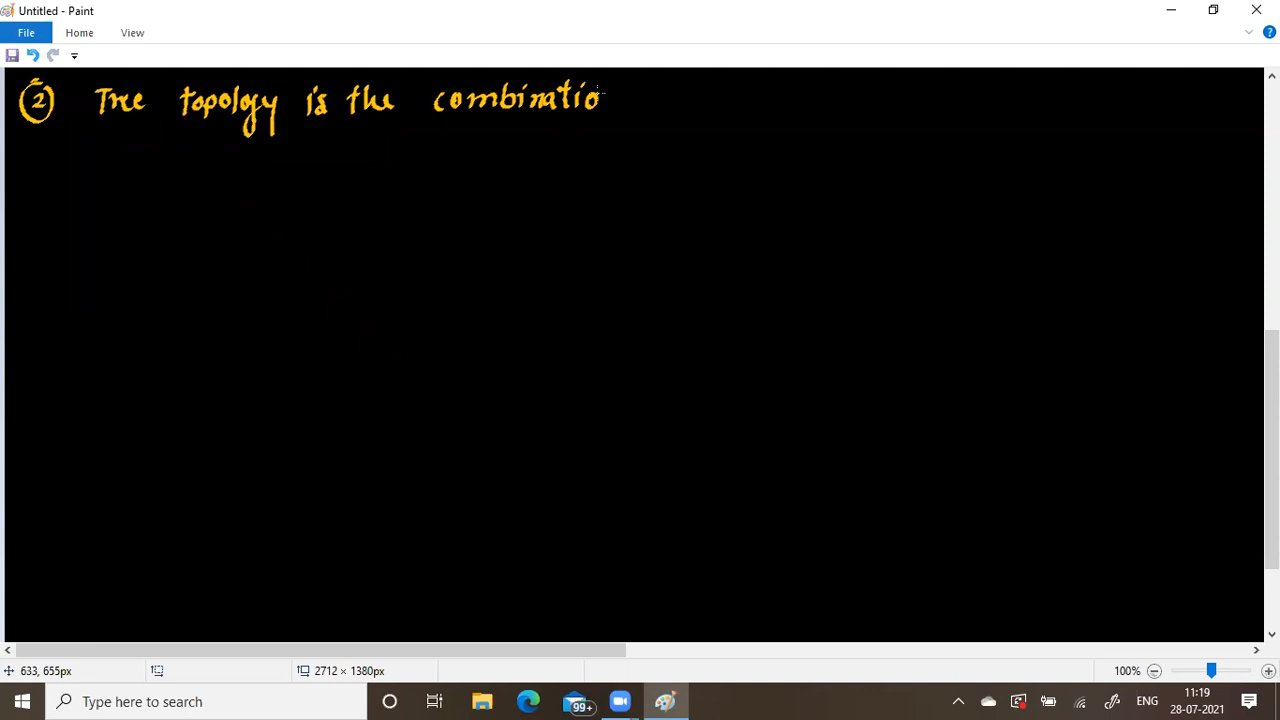 Untitled - Paint
File Home View
② Tree topology is the combinatio
633, 655px 2712 × 1380px 100%
Type here to search 99+ ENG 11:19
28-07-2021